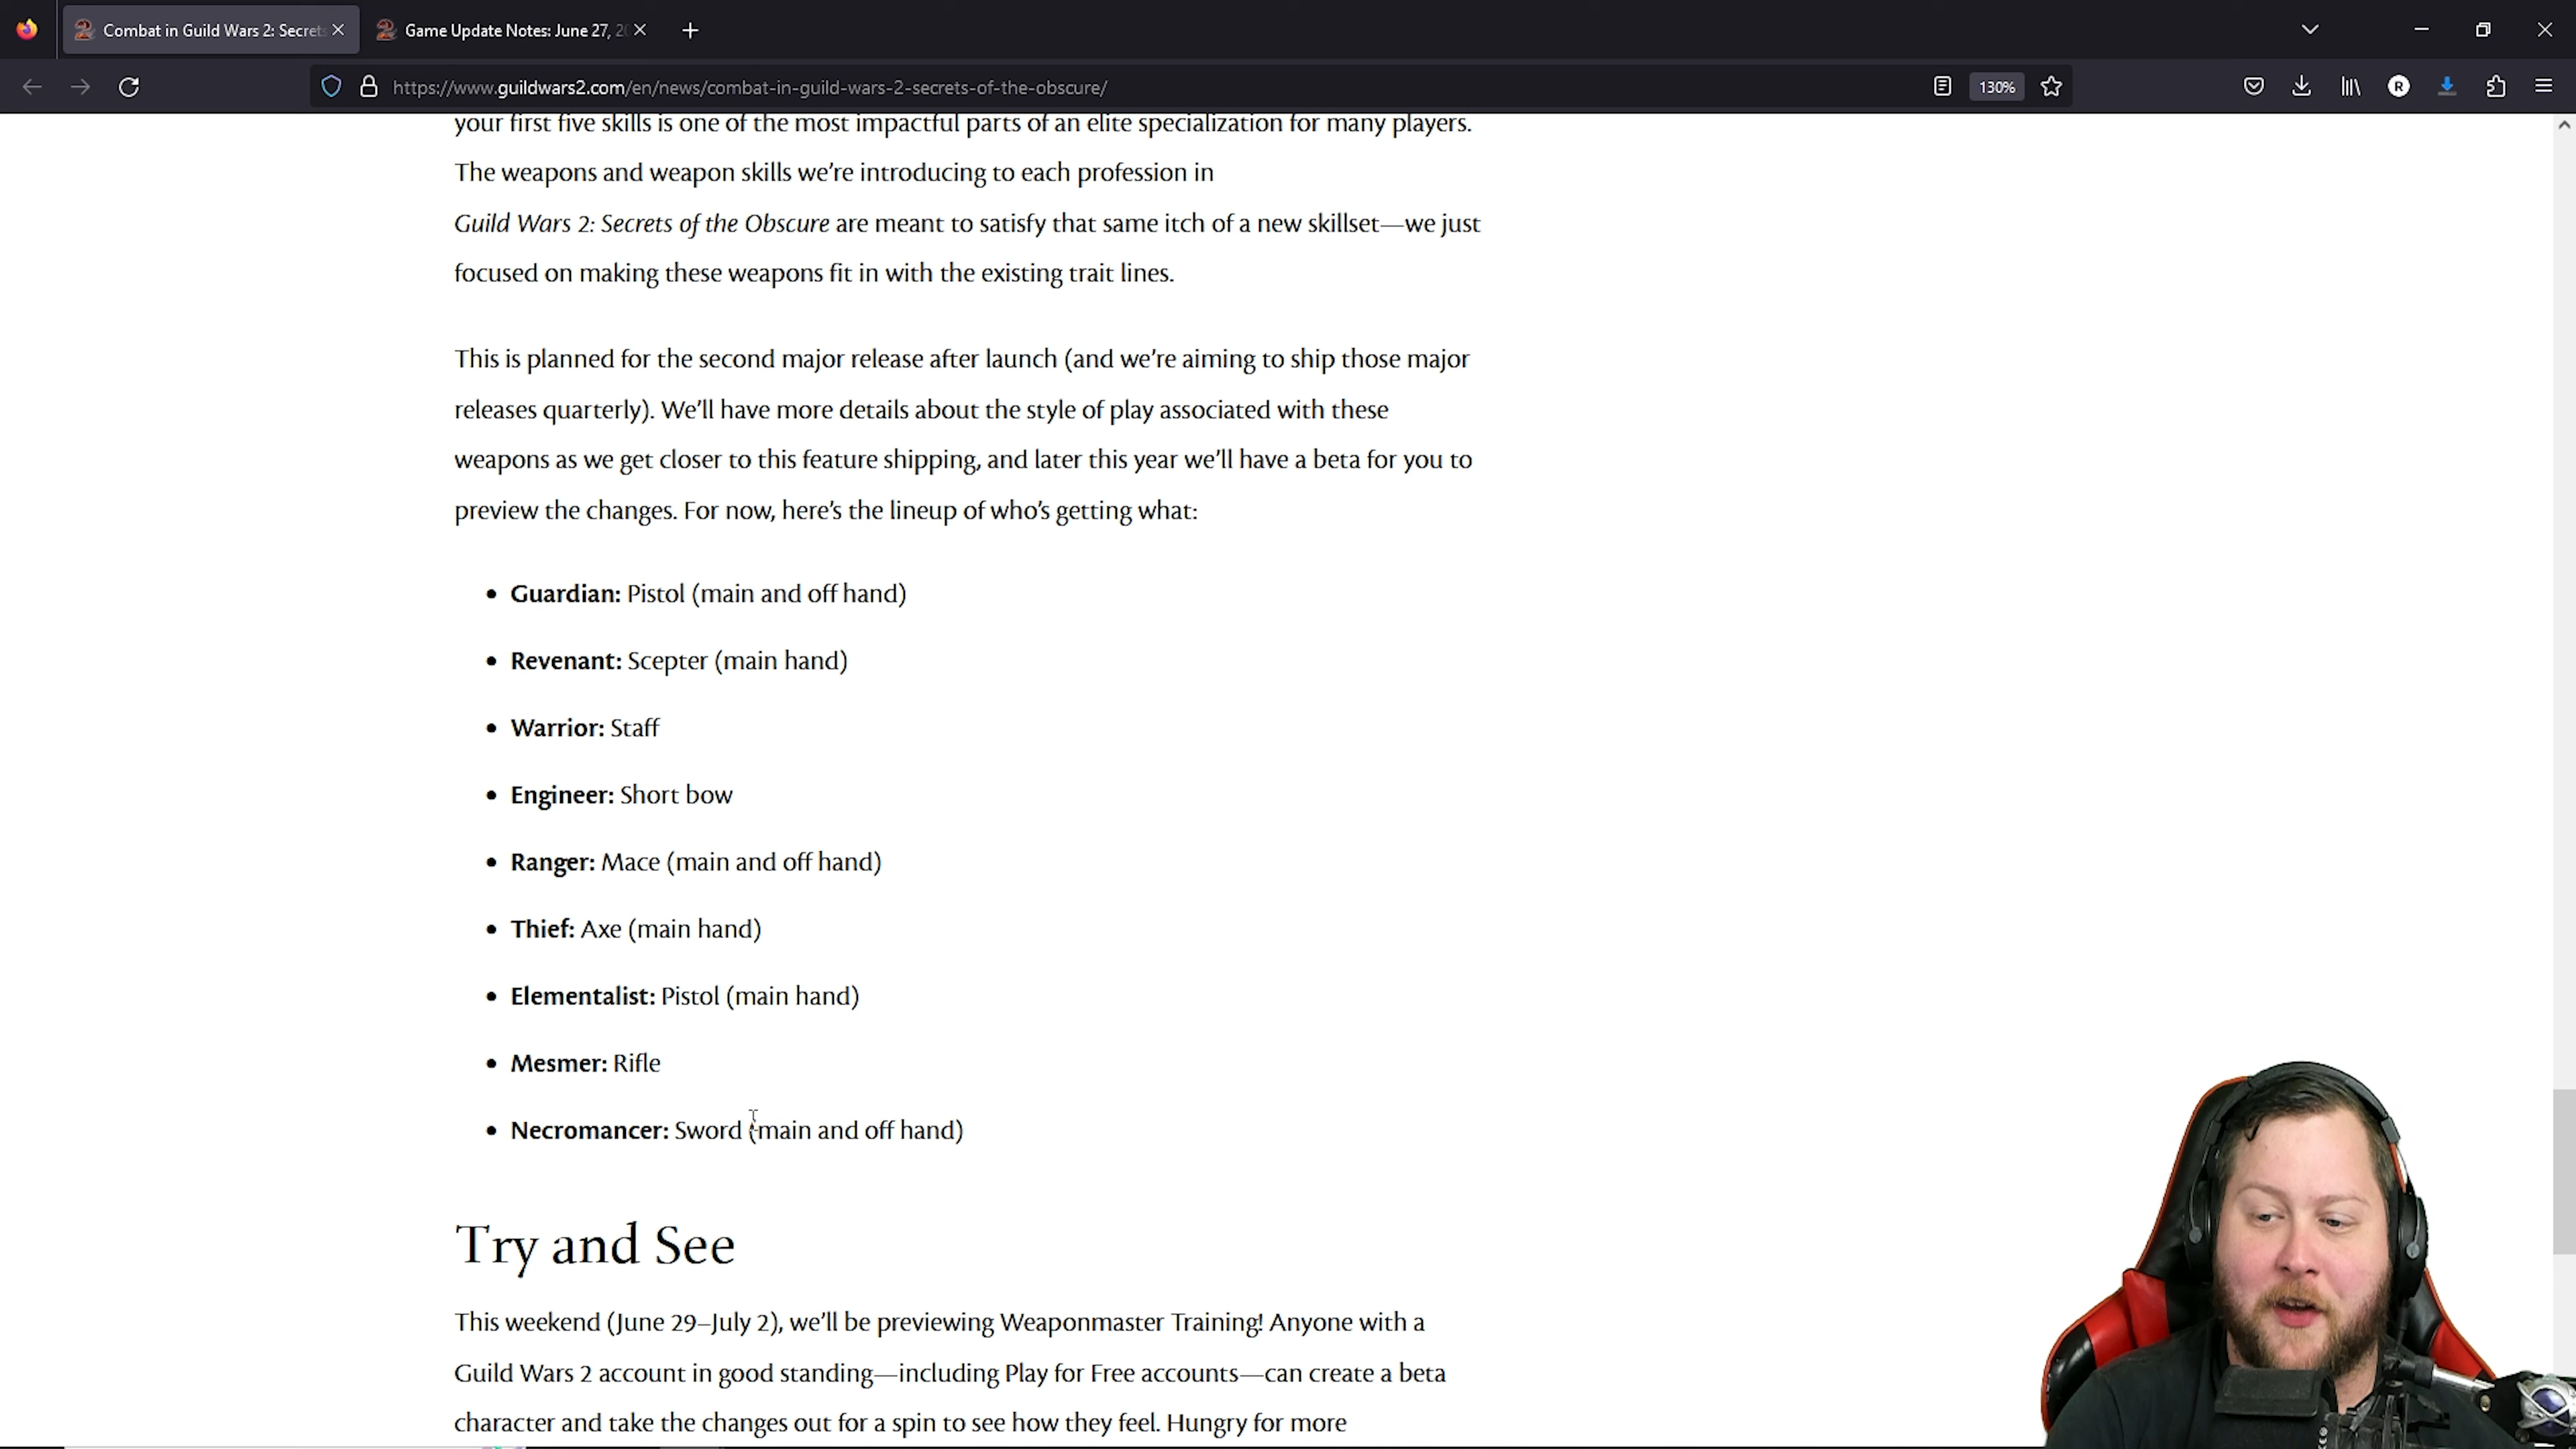 Combat in Guild Wars 2: Secrets
Game Update Notes: June 27, 20
https://www.guildwars2.com/en/news/combat-in-guild-wars-2-secrets-of-the-obscure/
130%
R
your first five skills is one of the most impactful parts of an elite specialization for many players.
The weapons and weapon skills we’re introducing to each profession in
Guild Wars 2: Secrets of the Obscure are meant to satisfy that same itch of a new skillset—we just
focused on making these weapons fit in with the existing trait lines.
This is planned for the second major release after launch (and we’re aiming to ship those major
releases quarterly). We’ll have more details about the style of play associated with these
weapons as we get closer to this feature shipping, and later this year we’ll have a beta for you to
preview the changes. For now, here’s the lineup of who’s getting what:
• Guardian: Pistol (main and off hand)
• Revenant: Scepter (main hand)
• Warrior: Staff
• Engineer: Short bow
• Ranger: Mace (main and off hand)
• Thief: Axe (main hand)
• Elementalist: Pistol (main hand)
• Mesmer: Rifle
• Necromancer: Sword (main and off hand)
Try and See
This weekend (June 29–July 2), we’ll be previewing Weaponmaster Training! Anyone with a
Guild Wars 2 account in good standing—including Play for Free accounts—can create a beta
character and take the changes out for a spin to see how they feel. Hungry for more